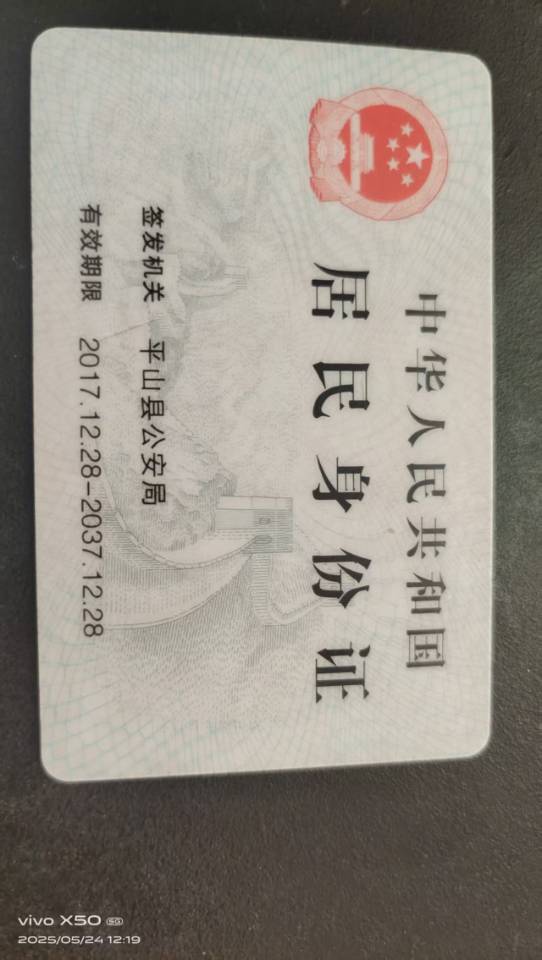 中华人民共和国
居民身份证
签发机关 平山县公安局
有效期限 2017.12.28-2037.12.28
vivo X50 5G
2025/05/24 12:19